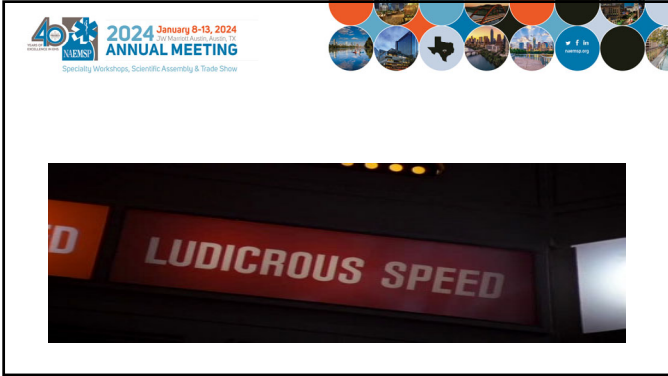 40
YEARS OF
EXCELLENCE IN EMS
NAEMSP
2024 January 8-13, 2024
JW Marriott Austin, Austin, TX
ANNUAL MEETING
Specialty Workshops, Scientific Assembly & Trade Show
naemsp.org
D
LUDICROUS SPEED